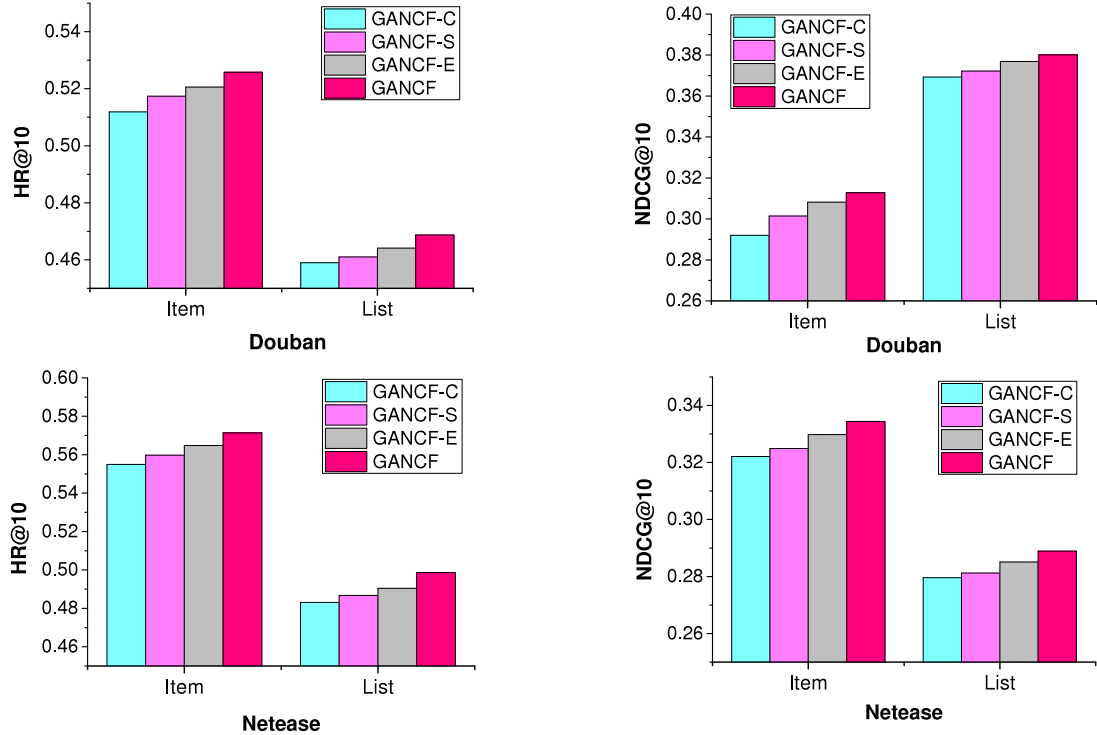 0.54
0.52
0.50
0.48
0.46
HR@10
GANCF-C
GANCF-S
GANCF-E
GANCF
Item
List
Douban
0.40
0.38
0.36
0.34
0.32
0.30
0.28
0.26
NDCG@10
GANCF-C
GANCF-S
GANCF-E
GANCF
Item
List
Douban
0.60
0.58
0.56
0.54
0.52
0.50
0.48
0.46
HR@10
GANCF-C
GANCF-S
GANCF-E
GANCF
Item
List
Netease
0.34
0.32
0.30
0.28
0.26
NDCG@10
GANCF-C
GANCF-S
GANCF-E
GANCF
Item
List
Netease